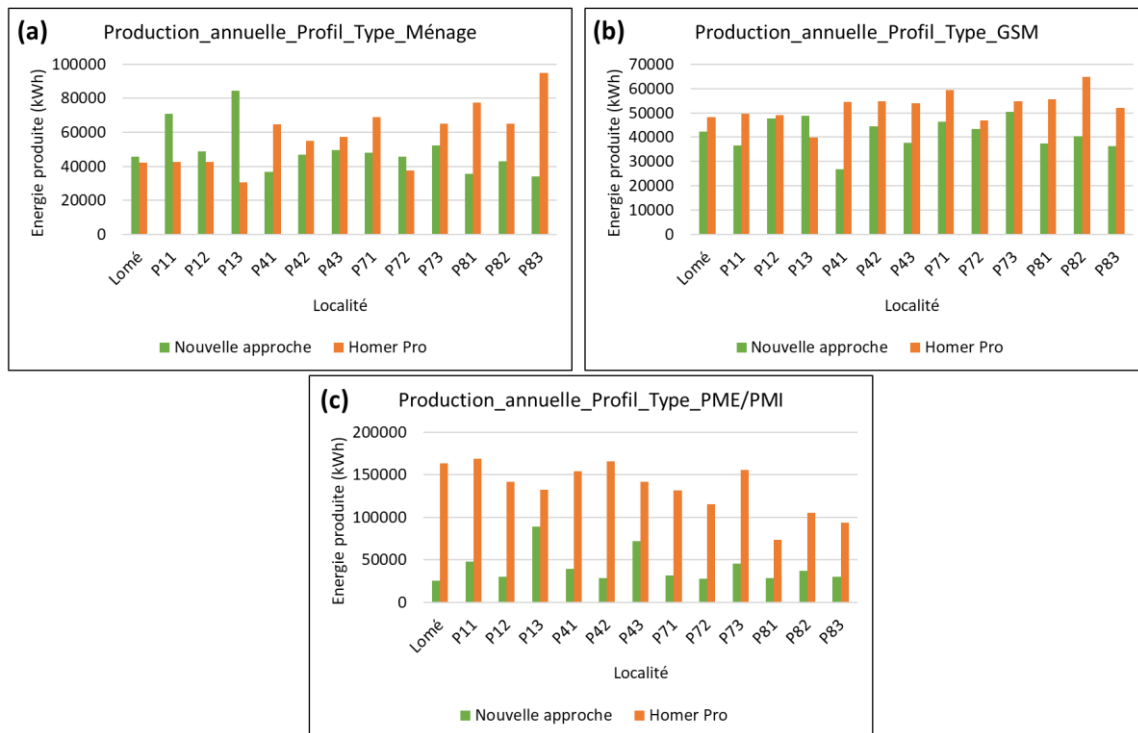 (a)
Production_annuelle_Profil_Type_Ménage
Energie produite (kWh)
100000
80000
60000
40000
20000
0
Lomé P11 P12 P13 P41 P42 P43 P71 P72 P73 P81 P82 P83
Localité
Nouvelle approche Homer Pro
(b)
Production_annuelle_Profil_Type_GSM
Energie produite (kWh)
70000
60000
50000
40000
30000
20000
10000
0
Lomé P11 P12 P13 P41 P42 P43 P71 P72 P73 P81 P82 P83
Localité
Nouvelle approche Homer Pro
(c)
Production_annuelle_Profil_Type_PME/PMI
Energie produite (kWh)
200000
150000
100000
50000
0
Lomé P11 P12 P13 P41 P42 P43 P71 P72 P73 P81 P82 P83
Localité
Nouvelle approche Homer Pro